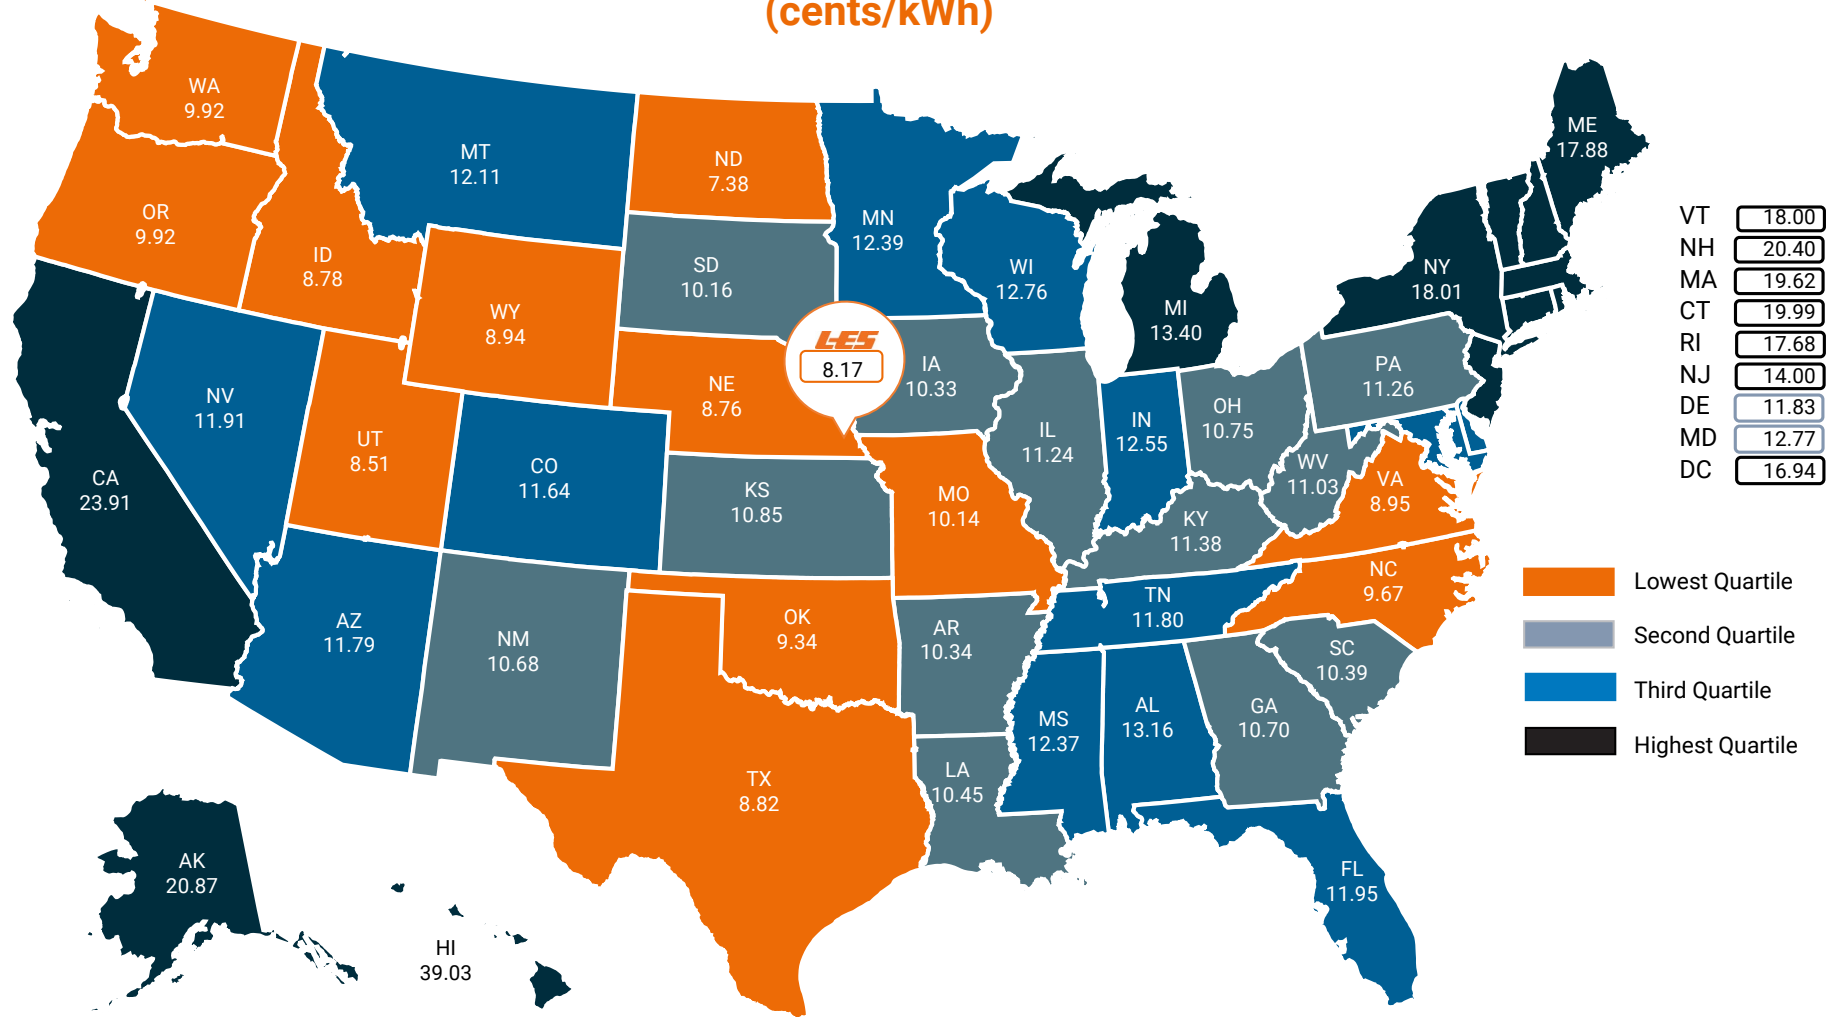 (cents/kWh)
WA
9.92
OR
9.92
ID
8.78
MT
12.11
ND
7.38
MN
12.39
SD
10.16
WI
12.76
WY
8.94
LES
8.17
NE
8.76
IA
10.33
MI
13.40
NY
18.01
ME
17.88
PA
11.26
NV
11.91
UT
8.51
CA
23.91
CO
11.64
KS
10.85
MO
10.14
IL
11.24
IN
12.55
OH
10.75
WV
11.03
VA
8.95
KY
11.38
NC
9.67
TN
11.80
AZ
11.79
NM
10.68
OK
9.34
AR
10.34
SC
10.39
MS
12.37
AL
13.16
GA
10.70
TX
8.82
LA
10.45
FL
11.95
AK
20.87
HI
39.03
VT 18.00
NH 20.40
MA 19.62
CT 19.99
RI 17.68
NJ 14.00
DE 11.83
MD 12.77
DC 16.94
Lowest Quartile
Second Quartile
Third Quartile
Highest Quartile